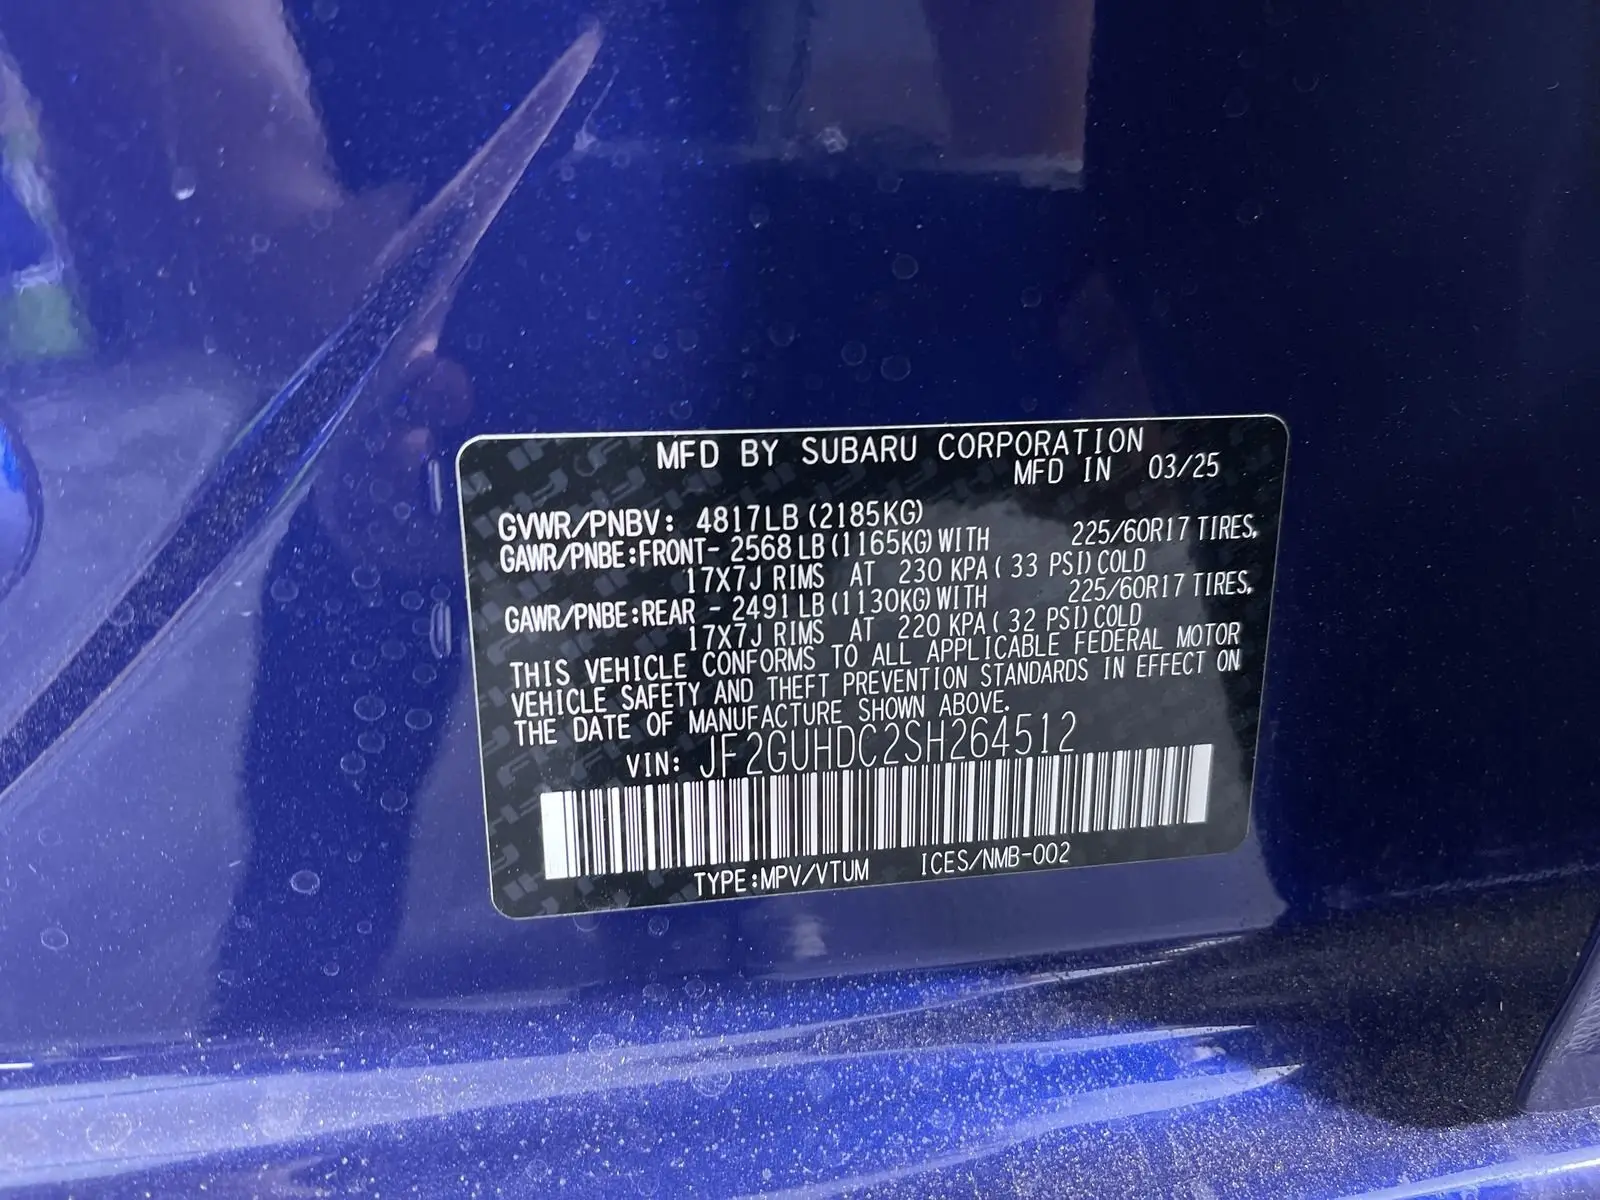 MFD BY SUBARU CORPORATION
MFD IN 03/25
GVWR/PNBV: 4817LB (2185KG)
GAWR/PNBE:FRONT- 2568 LB (1165KG) WITH 225/60R17 TIRES,
17X7J RIMS AT 230 KPA ( 33 PSI) COLD
GAWR/PNBE:REAR - 2491 LB (1130KG) WITH 225/60R17 TIRES,
17X7J RIMS AT 220 KPA ( 32 PSI) COLD
THIS VEHICLE CONFORMS TO ALL APPLICABLE FEDERAL MOTOR
VEHICLE SAFETY AND THEFT PREVENTION STANDARDS IN EFFECT ON
THE DATE OF MANUFACTURE SHOWN ABOVE.
VIN: JF2GUHDC2SH264512
TYPE:MPV/VTUM ICES/NMB-002